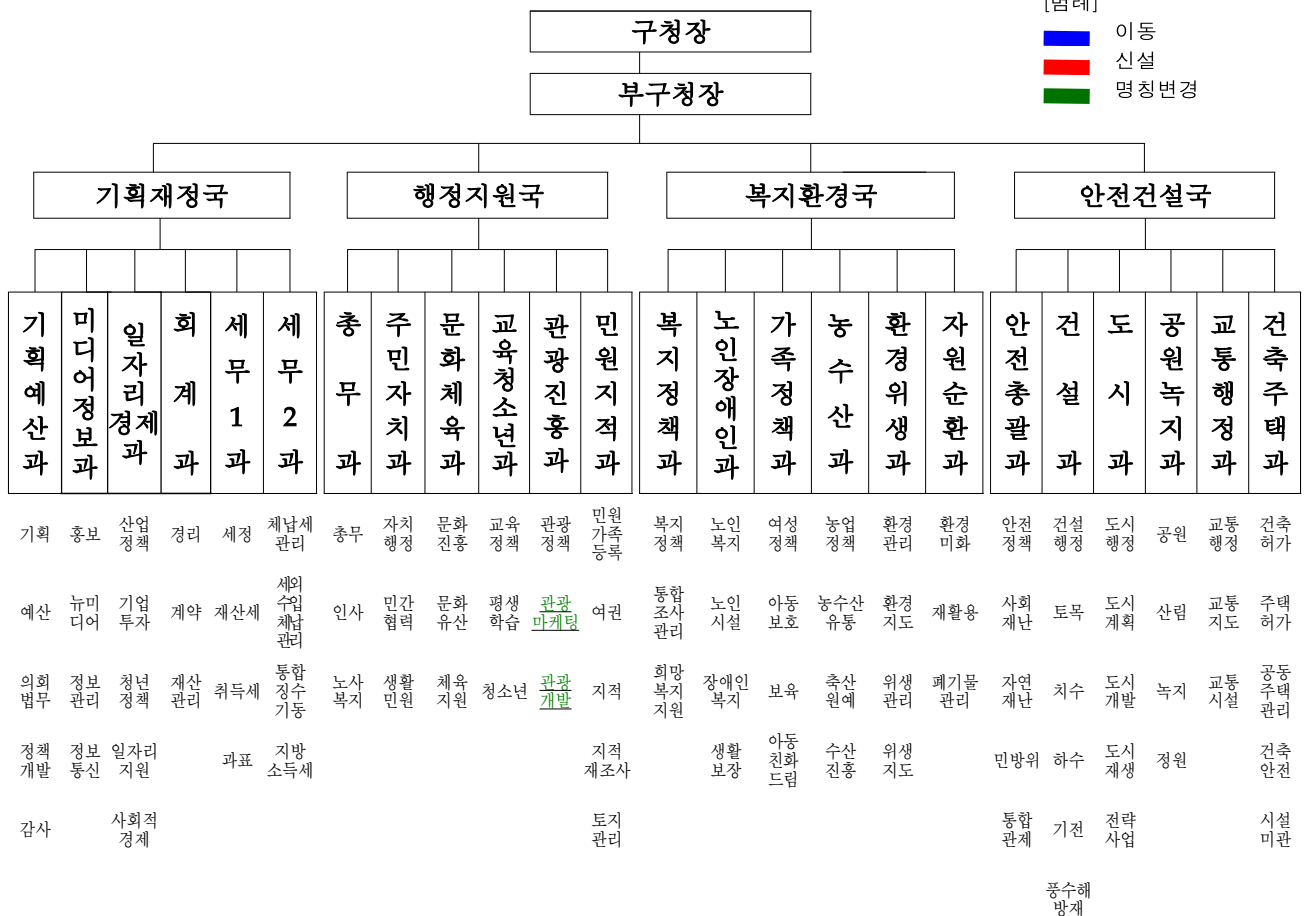 [범례]
이동
신설
명칭변경
구청장
부구청장
기획재정국
행정지원국
복지환경국
안전건설국
기획예산과
미디어정보과
일자리
경제
과
회계과
세무1과
세무2과
총무과
주민자치과
문화체육과
교육청소년과
관광진흥과
민원지적과
복지정책과
노인장애인과
가족정책과
농수산과
환경위생과
자원순환과
안전총괄과
건설과
도시과
공원녹지과
교통행정과
건축주택과
기획
예산
의회
법무
정책
개발
감사
홍보
뉴미
디어
정보
관리
정보
통신
산업
정책
기업
투자
청년
정책
일자리
지원
사회적
경제
경리
계약
재산
관리
세정
재산세
취득세
과표
체납세
관리
세외
수입
체납
관리
통합
징수
기동
지방
소득세
총무
인사
노사
복지
자치
행정
민간
협력
생활
민원
문화
진흥
문화
유산
체육
지원
교육
정책
평생
학습
청소년
관광
정책
관광
마케팅
관광
개발
민원
가족
등록
여권
지적
지적
재조사
토지
관리
복지
정책
통합
조사
관리
희망
복지
지원
노인
복지
노인
시설
장애인
복지
생활
보장
여성
정책
아동
보호
보육
아동
친화
드림
농업
정책
농수산
유통
축산
원예
수산
진흥
환경
관리
환경
지도
위생
관리
위생
지도
환경
미화
재활용
폐기물
관리
안전
정책
사회
재난
자연
재난
민방위
통합
관제
건설
행정
토목
치수
하수
기전
풍수해
방재
도시
행정
도시
계획
도시
개발
도시
재생
전략
사업
공원
산림
녹지
정원
교통
행정
교통
지도
교통
시설
건축
허가
주택
허가
공동
주택
관리
건축
안전
시설
미관